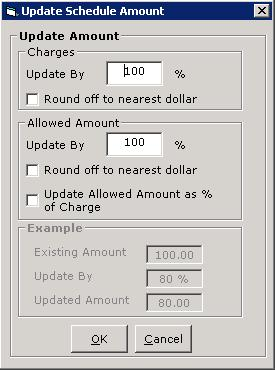 Update Schedule Amount
Update Amount
Charges
Update By 100 %
Round off to nearest dollar
Allowed Amount
Update By 100 %
Round off to nearest dollar
Update Allowed Amount as %
of Charge
Example
Existing Amount 100.00
Update By 80 %
Updated Amount 80.00
OK Cancel